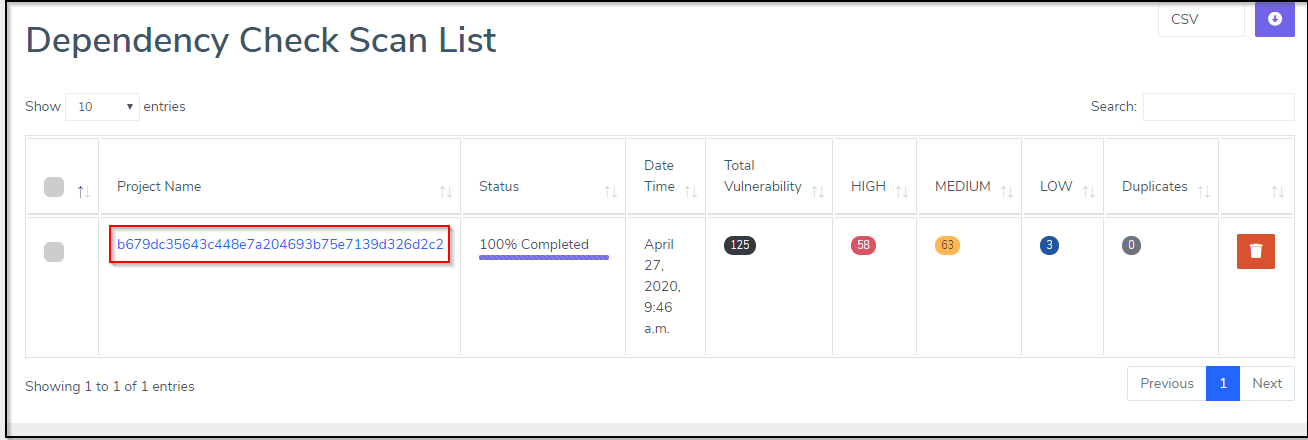 CSV
Dependency Check Scan List
Show 10 entries
Search:
Project Name
Status
Date Time
Total Vulnerability
HIGH
MEDIUM
LOW
Duplicates
b679dc35643c448e7a204693b75e7139d326d2c2
100% Completed
April
27,
2020,
9:46
a.m.
125
58
63
3
0
Showing 1 to 1 of 1 entries
Previous 1 Next